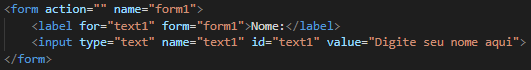 <form action="" name="form1">
    <label for="text1" form="form1">Nome:</label>
    <input type="text" name="text1" id="text1" value="Digite seu nome aqui">
</form>